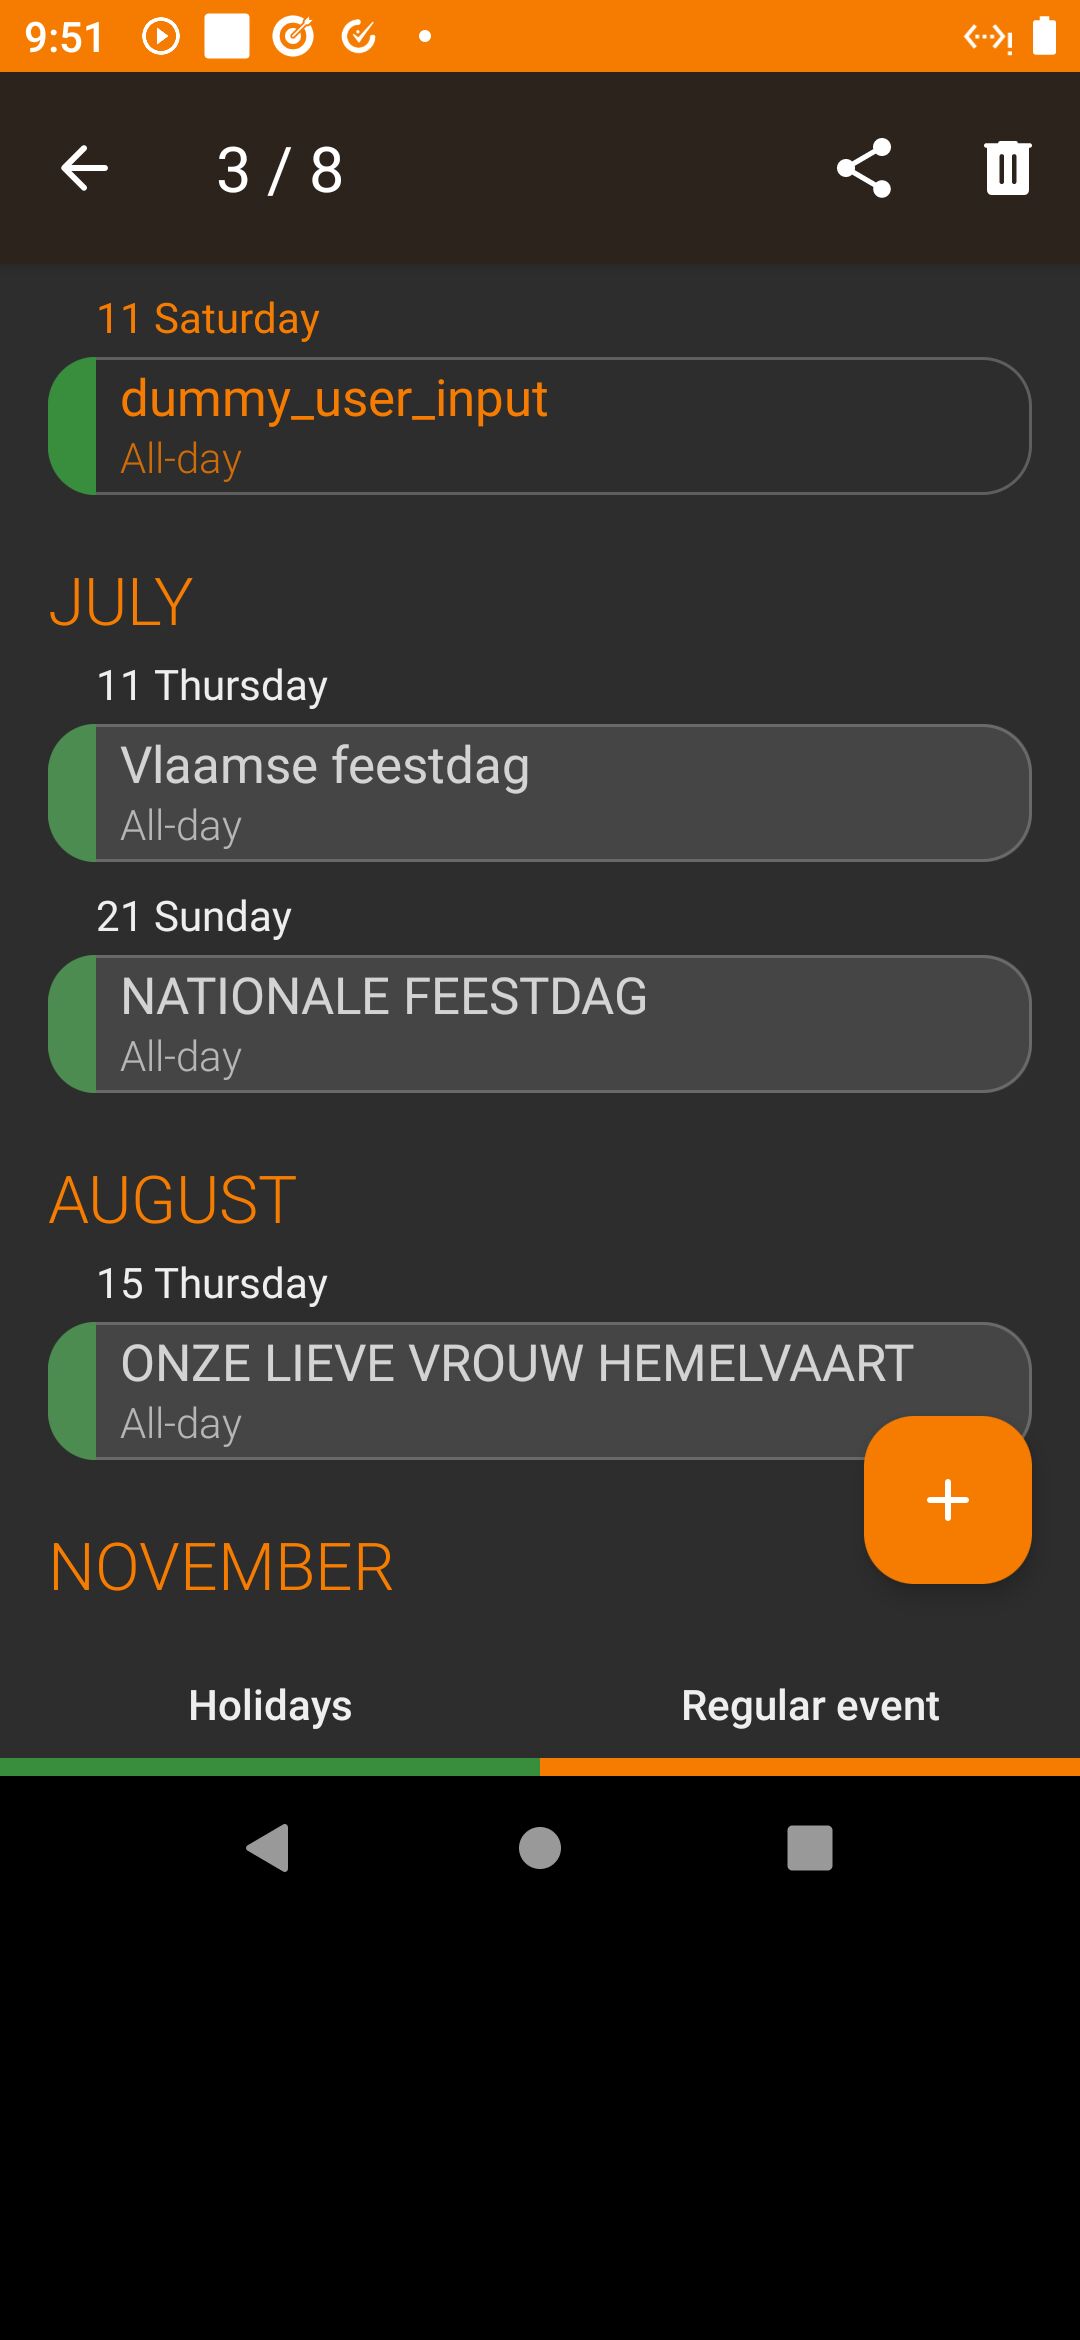 9:51
3 / 8
11 Saturday
dummy_user_input
All-day
JULY
11 Thursday
Vlaamse feestdag
All-day
21 Sunday
NATIONALE FEESTDAG
All-day
AUGUST
15 Thursday
ONZE LIEVE VROUW HEMELVAART
All-day
NOVEMBER
Holidays
Regular event